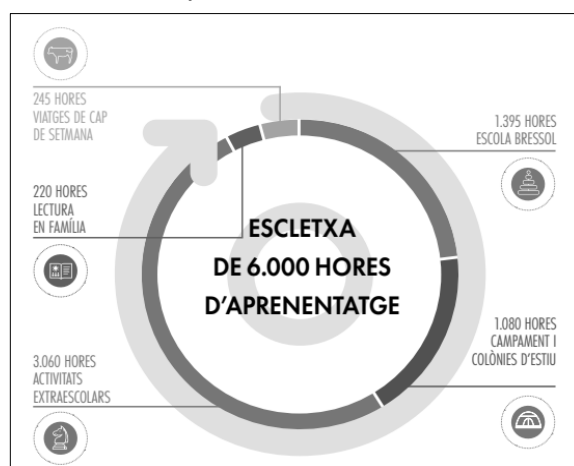 245 HORES
VIATGES DE CAP
DE SETMANA
1.395 HORES
ESCOLA BRESSOL
220 HORES
LECTURA
EN FAMÍLIA
ESCLETXA
DE 6.000 HORES
D'APRENENTATGE
1.080 HORES
CAMPAMENT I
COLÒNIES D'ESTIU
3.060 HORES
ACTIVITATS
EXTRAESCOLARS